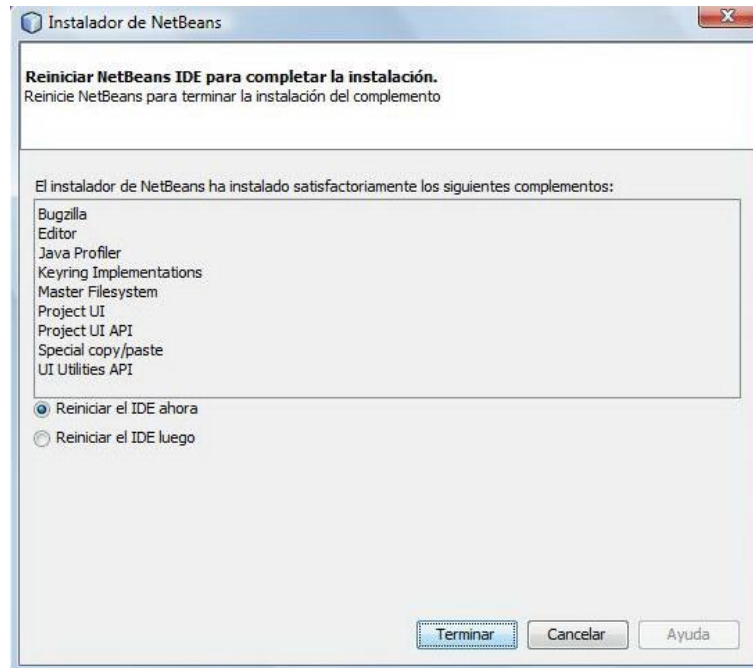 Instalador de NetBeans
X
Reiniciar NetBeans IDE para completar la instalación.
Reinicie NetBeans para terminar la instalación del complemento
El instalador de NetBeans ha instalado satisfactoriamente los siguientes complementos:
Bugzilla
Editor
Java Profiler
Keyring Implementations
Master Filesystem
Project UI
Project UI API
Special copy/paste
UI Utilities API
Reiniciar el IDE ahora
Reiniciar el IDE luego
Terminar Cancelar Ayuda